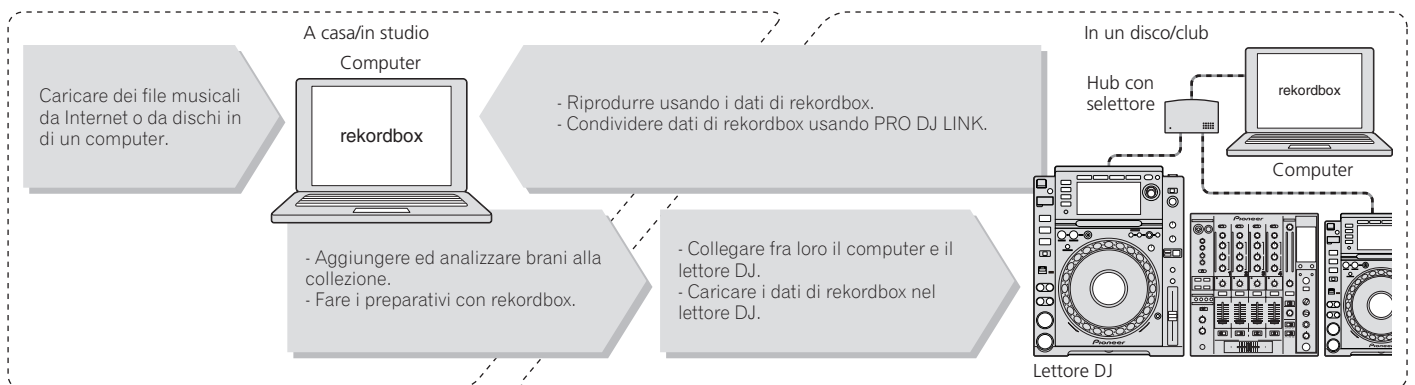 A casa/in studio
Computer
Caricare dei file musicali
da Internet o da dischi in
di un computer.
rekordbox
- Riprodurre usando i dati di rekordbox.
- Condividere dati di rekordbox usando PRO DJ LINK.
- Aggiungere ed analizzare brani alla
collezione.
- Fare i preparativi con rekordbox.
- Collegare fra loro il computer e il
lettore DJ.
- Caricare i dati di rekordbox nel
lettore DJ.
In un disco/club
Hub con
selettore
rekordbox
Computer
Pioneer
Pioneer
Lettore DJ